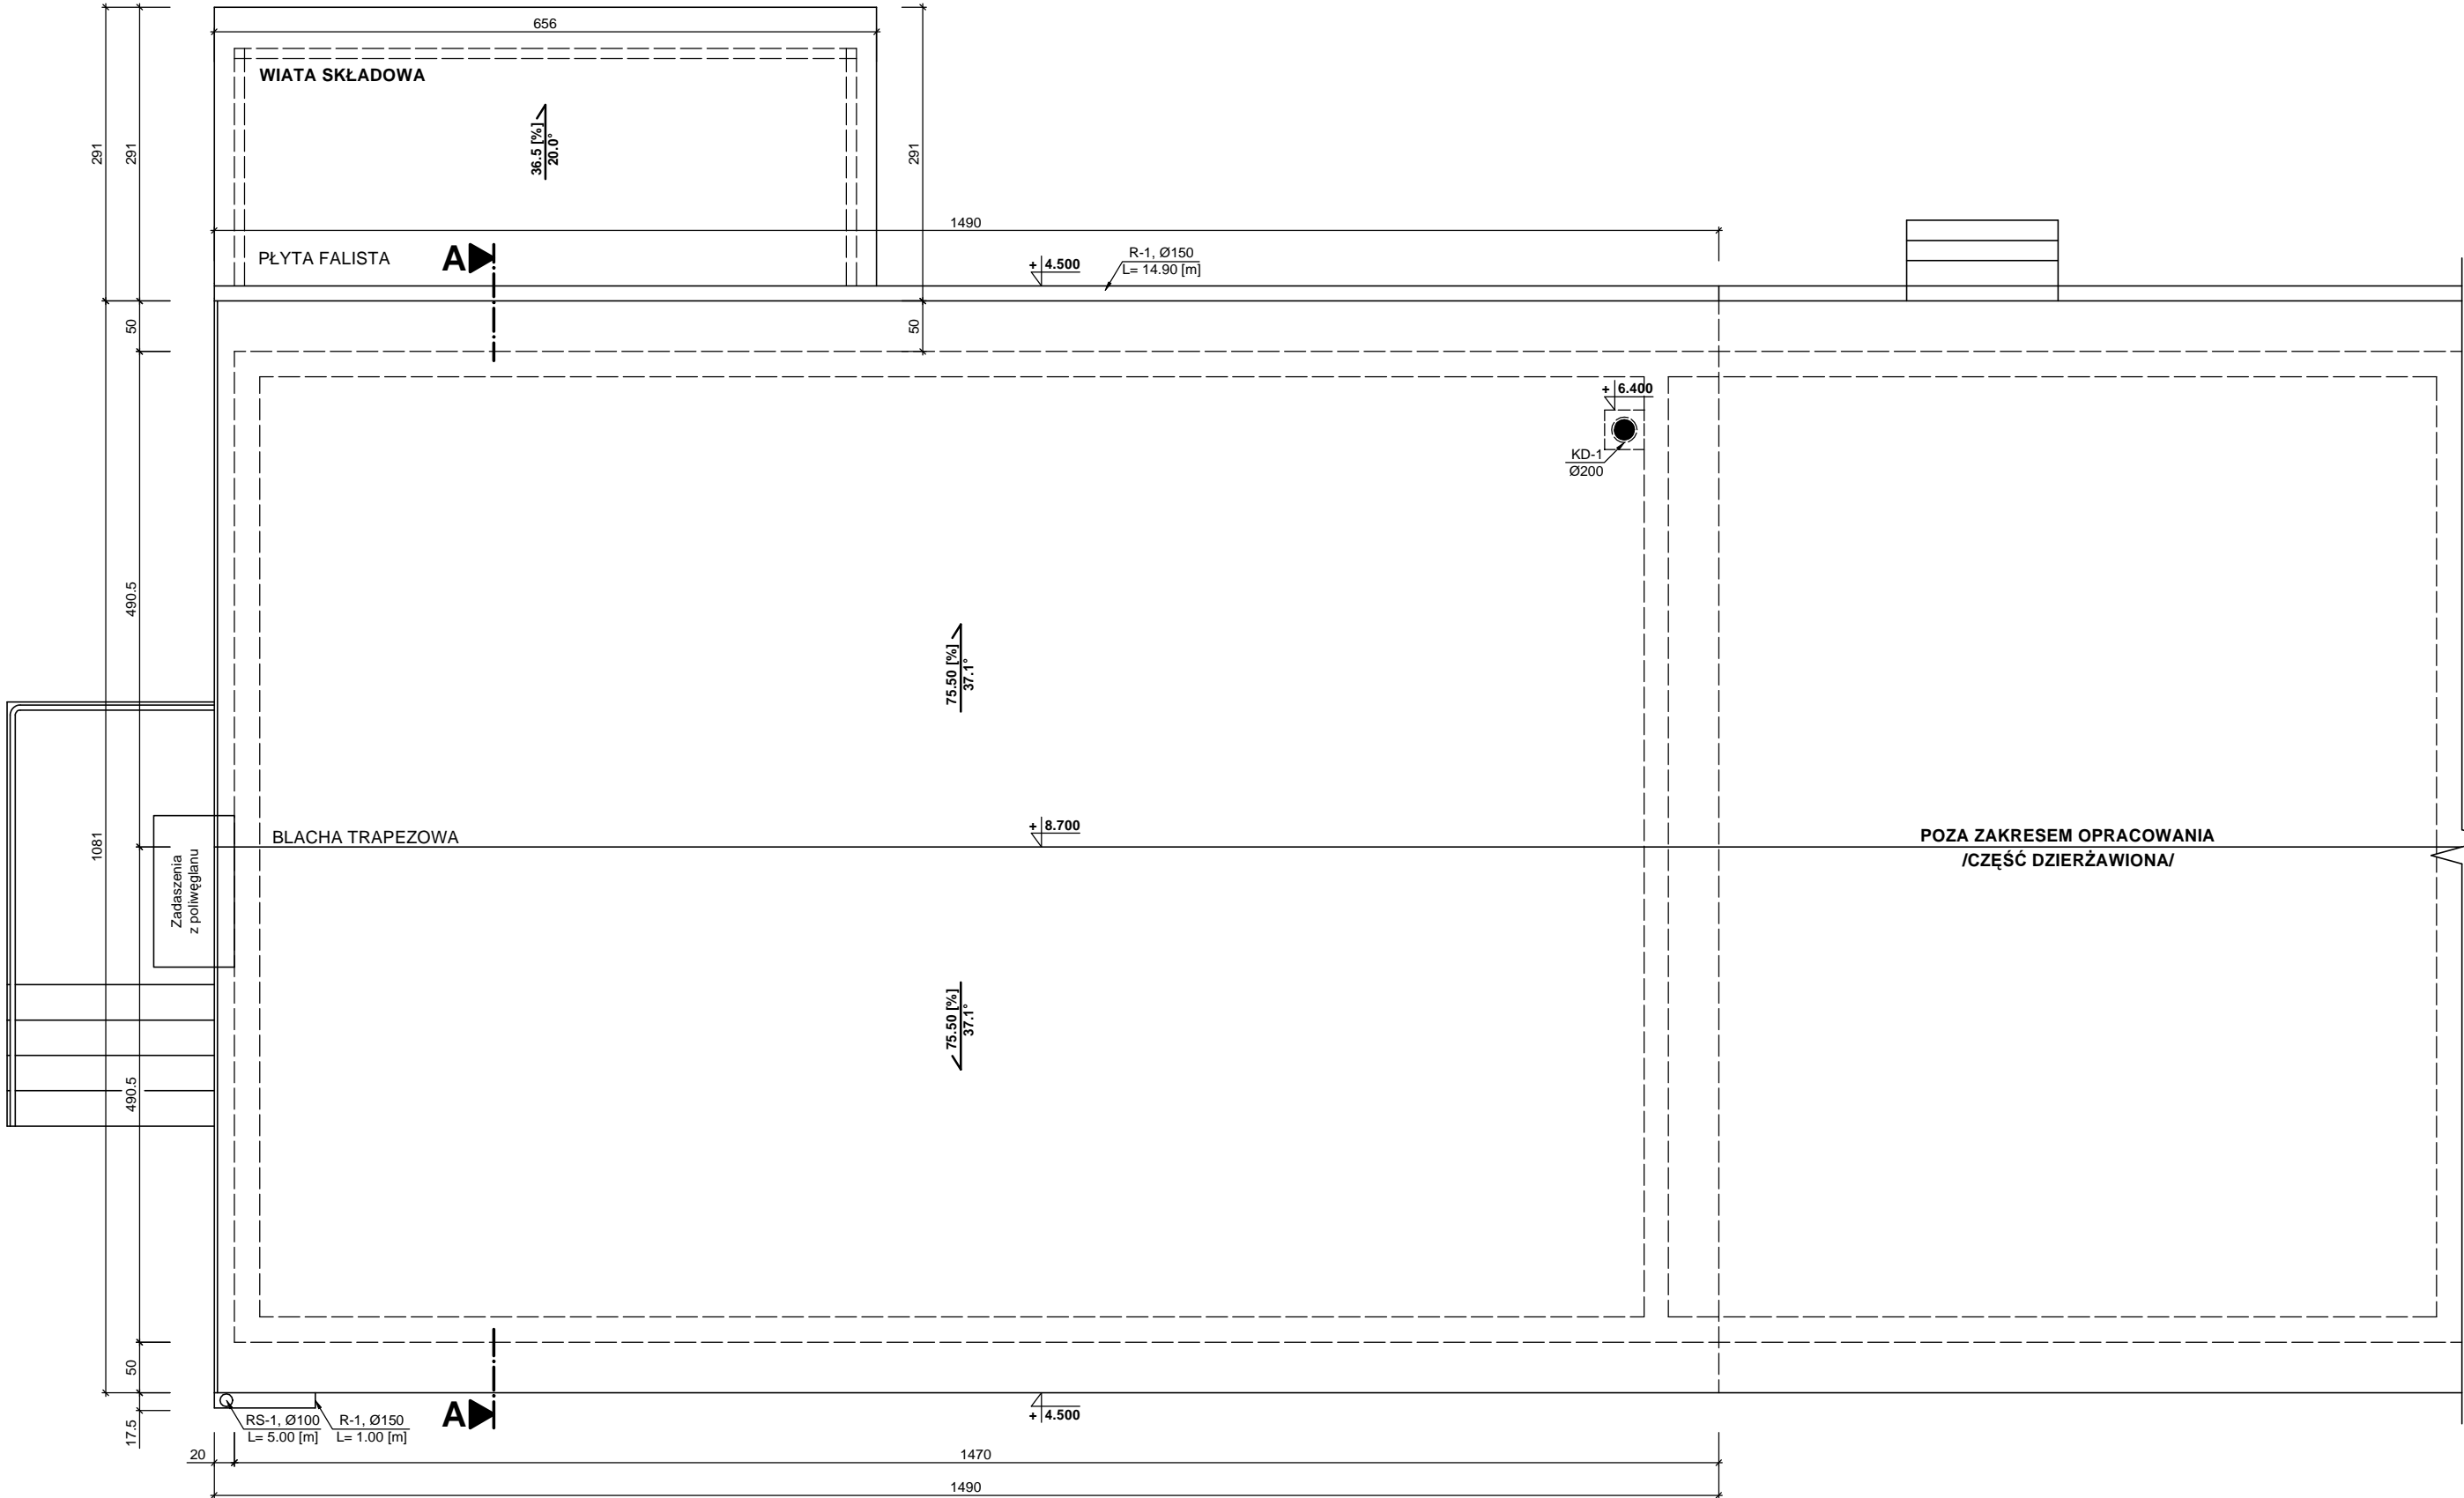 656
WIATA SKŁADOWA
36.5 [%]
20.0°
291
291
291
1490
PŁYTA FALISTA
A
+ 4.500
R-1, Ø150
L= 14.90 [m]
50
50
+ 6.400
KD-1
Ø200
490.5
75.50 [%]
37.1°
1081
BLACHA TRAPEZOWA
+ 8.700
POZA ZAKRESEM OPRACOWANIA
/CZĘŚĆ DZIERŻAWIONA/
Zadaszenia
z poliwęglanu
75.50 [%]
37.1°
490.5
50
17.5
RS-1, Ø100
L= 5.00 [m]
R-1, Ø150
L= 1.00 [m]
A
+ 4.500
20
1470
1490